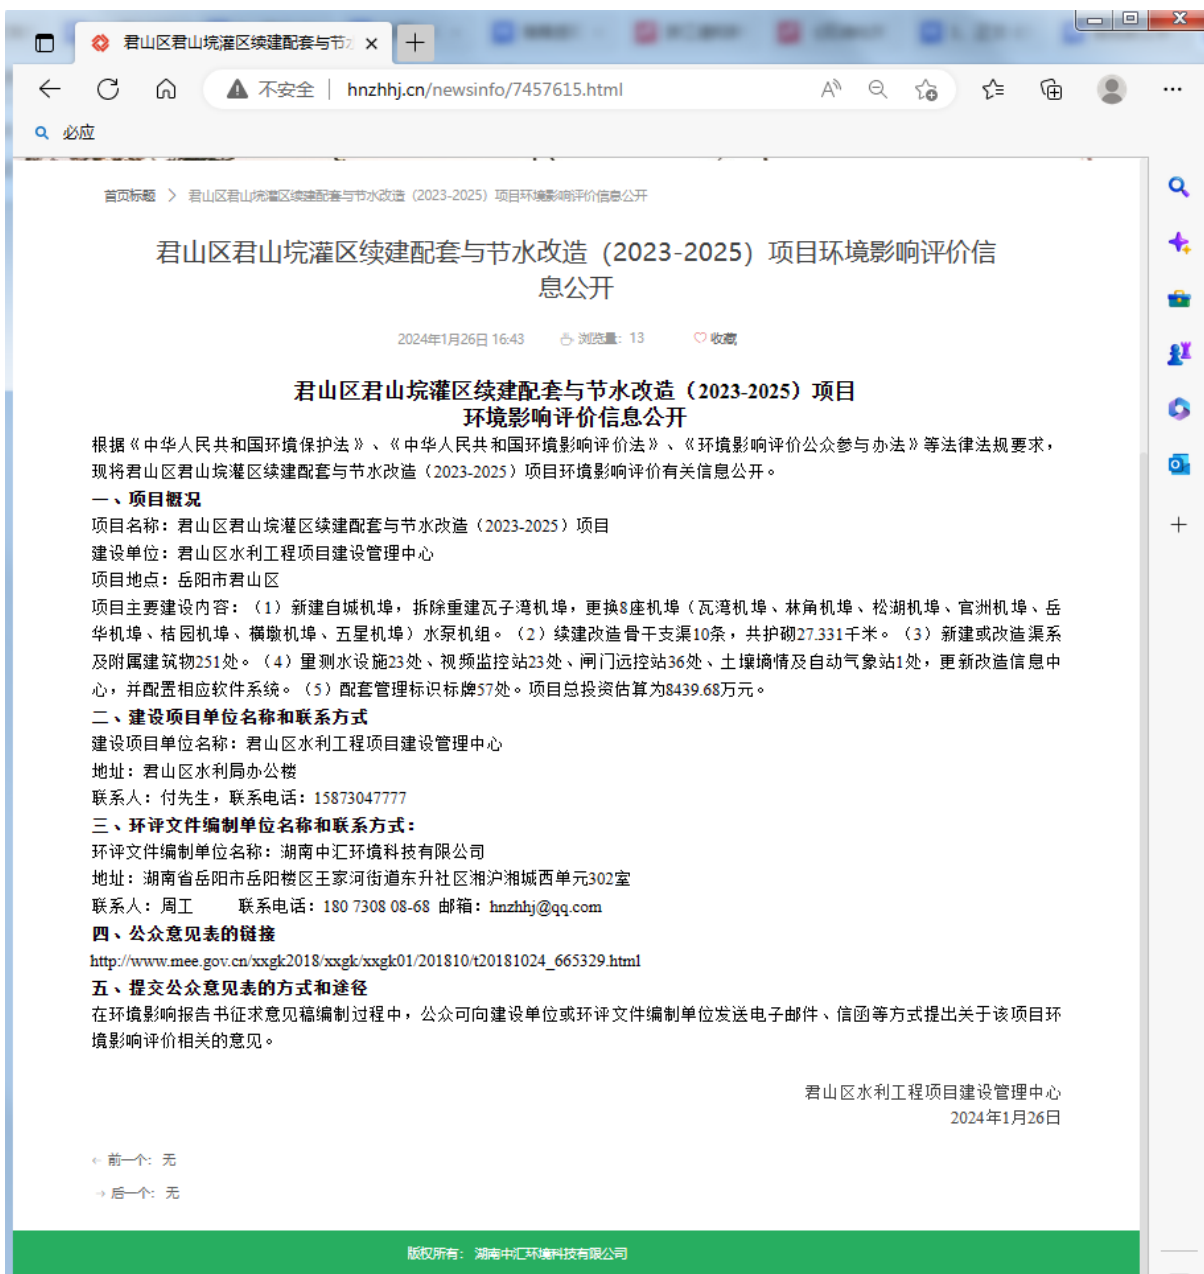 君山区君山垸灌区续建配套与节
不安全 | hnzhhj.cn/newsinfo/7457615.html
必应
首页标题 > 君山区君山垸灌区续建配套与节水改造（2023-2025）项目环境影响评价信息公开
君山区君山垸灌区续建配套与节水改造（2023-2025）项目环境影响评价信
息公开
2024年1月26日 16:43 浏览量：13 收藏
君山区君山垸灌区续建配套与节水改造（2023-2025）项目
环境影响评价信息公开
根据《中华人民共和国环境保护法》、《中华人民共和国环境影响评价法》、《环境影响评价公众参与办法》等法律法规要求，
现将君山区君山垸灌区续建配套与节水改造（2023-2025）项目环境影响评价有关信息公开。
一、项目概况
项目名称：君山区君山垸灌区续建配套与节水改造（2023-2025）项目
建设单位：君山区水利工程项目建设管理中心
项目地点：岳阳市君山区
项目主要建设内容：（1）新建自城机埠，拆除重建瓦子湾机埠，更换8座机埠（瓦湾机埠、林角机埠、松湖机埠、官洲机埠、岳
华机埠、桔园机埠、横墩机埠、五星机埠）水泵机组。（2）续建改造骨干支渠10条，共护砌27.331千米。（3）新建或改造渠系
及附属建筑物251处。（4）量测水设施23处、视频监控站23处、闸门远控站36处、土壤墒情及自动气象站1处，更新改造信息中
心，并配置相应软件系统。（5）配套管理标识标牌57处。项目总投资估算为8439.68万元。
二、建设项目单位名称和联系方式
建设项目单位名称：君山区水利工程项目建设管理中心
地址：君山区水利局办公楼
联系人：付先生，联系电话：15873047777
三、环评文件编制单位名称和联系方式：
环评文件编制单位名称：湖南中汇环境科技有限公司
地址：湖南省岳阳市岳阳楼区王家河街道东升社区湘沪湘城西单元302室
联系人：周工 联系电话：180 7308 08-68 邮箱：hnzhhj@qq.com
四、公众意见表的链接
http://www.mee.gov.cn/xxgk2018/xxgk/xxgk01/201810/t20181024_665329.html
五、提交公众意见表的方式和途径
在环境影响报告书征求意见稿编制过程中，公众可向建设单位或环评文件编制单位发送电子邮件、信函等方式提出关于该项目环
境影响评价相关的意见。
君山区水利工程项目建设管理中心
2024年1月26日
← 前一个：无
→ 后一个：无
版权所有： 湖南中汇环境科技有限公司